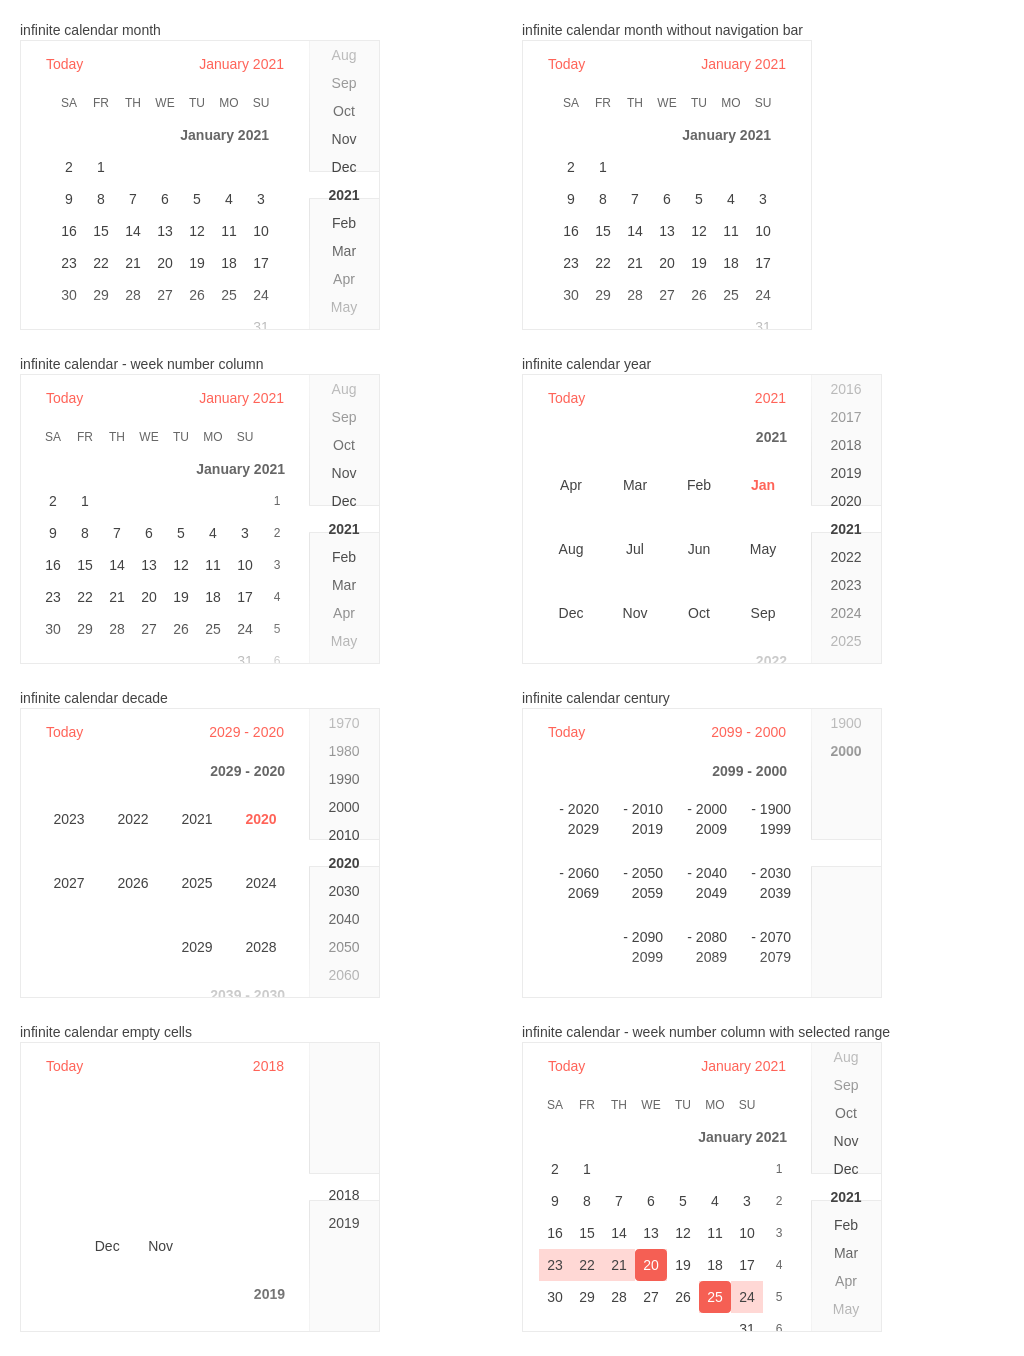 infinite calendar month
Today January 2021
SA FR TH WE TU MO SU
January 2021
2 1
9 8 7 6 5 4 3
16 15 14 13 12 11 10
23 22 21 20 19 18 17
30 29 28 27 26 25 24
31
Aug
Sep
Oct
Nov
Dec
2021
Feb
Mar
Apr
May
infinite calendar month without navigation bar
Today January 2021
SA FR TH WE TU MO SU
January 2021
2 1
9 8 7 6 5 4 3
16 15 14 13 12 11 10
23 22 21 20 19 18 17
30 29 28 27 26 25 24
31
infinite calendar - week number column
Today January 2021
SA FR TH WE TU MO SU
January 2021
2 1 1
9 8 7 6 5 4 3 2
16 15 14 13 12 11 10 3
23 22 21 20 19 18 17 4
30 29 28 27 26 25 24 5
31 6
Aug
Sep
Oct
Nov
Dec
2021
Feb
Mar
Apr
May
infinite calendar year
Today 2021
2021
Apr Mar Feb Jan
Aug Jul Jun May
Dec Nov Oct Sep
2022
2016
2017
2018
2019
2020
2021
2022
2023
2024
2025
infinite calendar decade
Today 2029 - 2020
2029 - 2020
2023 2022 2021 2020
2027 2026 2025 2024
2029 2028
2039 - 2030
1970
1980
1990
2000
2010
2020
2030
2040
2050
2060
infinite calendar century
Today 2099 - 2000
2099 - 2000
- 2020 - 2010 - 2000 - 1900
2029 2019 2009 1999
- 2060 - 2050 - 2040 - 2030
2069 2059 2049 2039
- 2090 - 2080 - 2070
2099 2089 2079
1900
2000
infinite calendar empty cells
Today 2018
Dec Nov
2019
2018
2019
infinite calendar - week number column with selected range
Today January 2021
SA FR TH WE TU MO SU
January 2021
2 1 1
9 8 7 6 5 4 3 2
16 15 14 13 12 11 10 3
23 22 21 20 19 18 17 4
30 29 28 27 26 25 24 5
31 6
Aug
Sep
Oct
Nov
Dec
2021
Feb
Mar
Apr
May